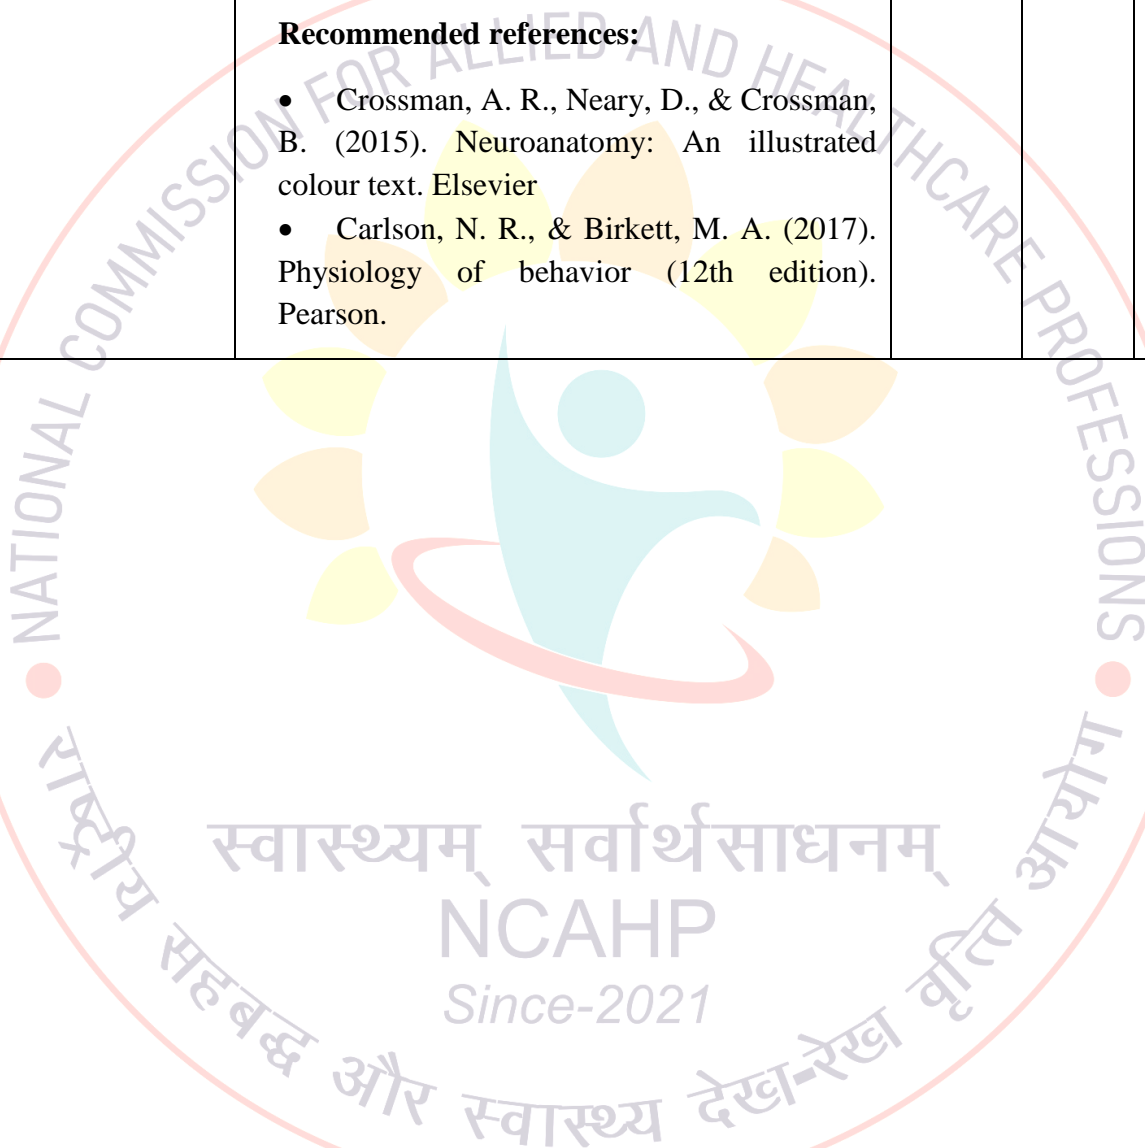 Recommended references:
• Crossman, A. R., Neary, D., & Crossman,
B. (2015). Neuroanatomy: An illustrated
colour text. Elsevier
• Carlson, N. R., & Birkett, M. A. (2017).
Physiology of behavior (12th edition).
Pearson.
NATIONAL COMMISSION FOR ALLIED AND HEALTHCARE PROFESSIONS
स्वास्थ्यम् सर्वार्थसाधनम्
NCAHP
Since-2021
राष्ट्रीय सहबद्ध और स्वास्थ्य देख-रेख वृत्ति आयोग